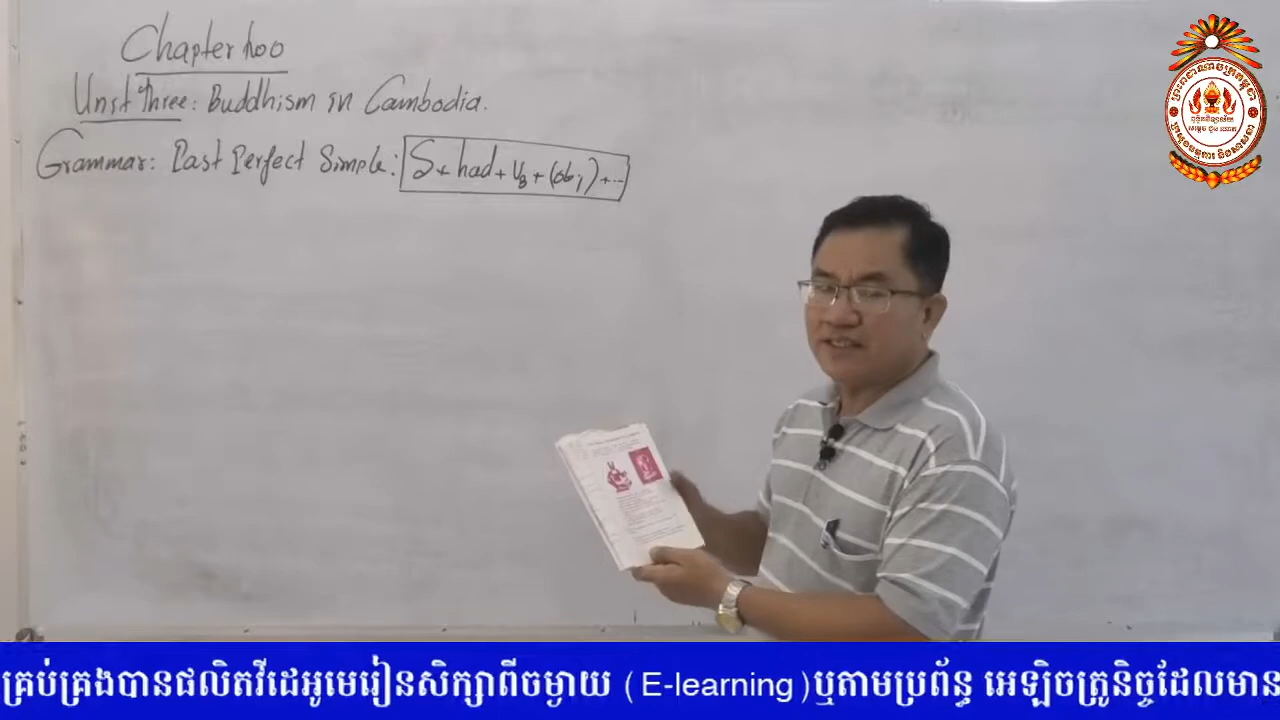 Chapter too
Unit Three: Buddhism in Cambodia.
Grammar: Past Perfect Simple: S + had + V3 + (obj) + ...
គ្រប់គ្រងបានផលិតវីដេអូមេរៀនសិក្សាពីចម្ងាយ (E-learning) ឬតាមប្រព័ន្ធ អេឡិចត្រូនិច្ចដែលមាន